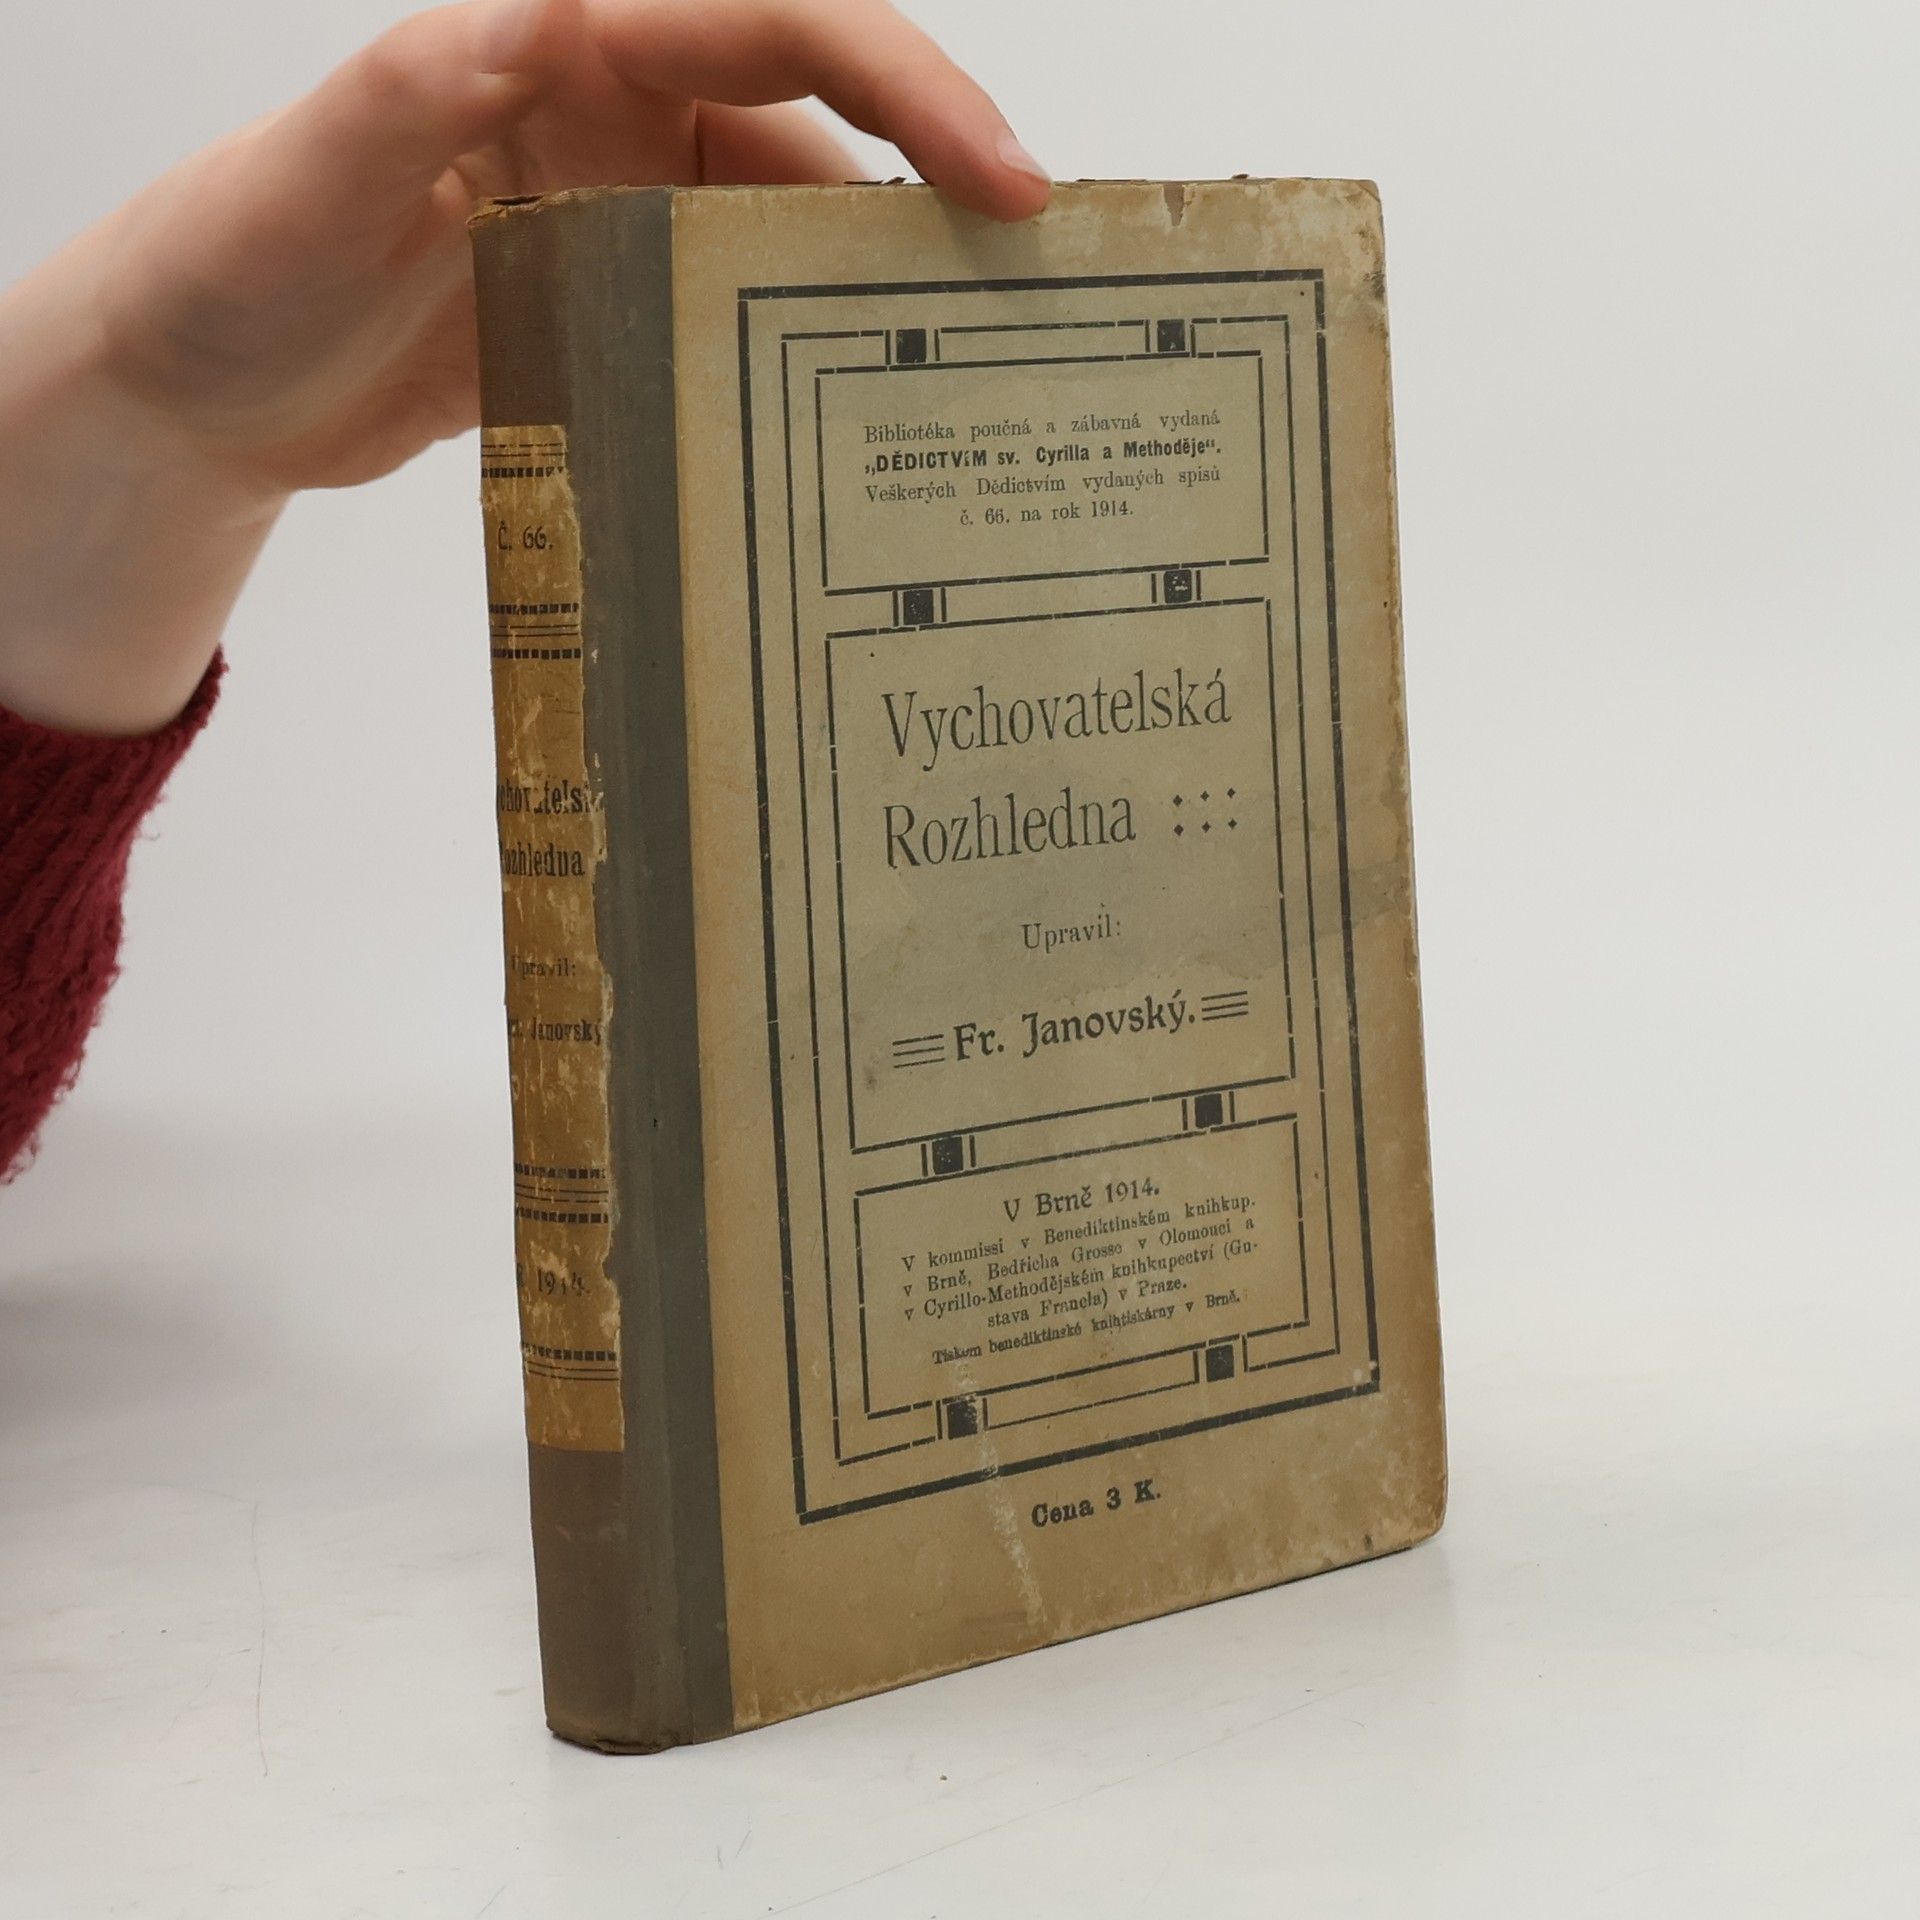 Č. 66.
Rozhledna
Upravil:
Janovský
1914.
Bibliotéka poučná a zábavná vydaná
„DĚDICTVÍM sv. Cyrilla a Methoděje“.
Veškerých Dědictvím vydaných spisů
č. 66. na rok 1914.
Vychovatelská
Rozhledna
Upravil:
Fr. Janovský.
V Brně 1914.
V kommissi v Benediktinském knihkup.
v Brně, Bedřicha Grosse v Olomouci a
v Cyrillo-Methodějském knihkupectví (Gu-
stava Francla) v Praze.
Tiskem benediktinské knihtiskárny v Brně.
Cena 3 K.